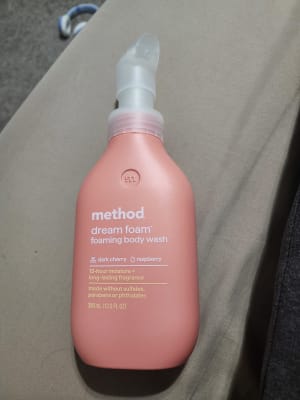 method
dream foam™
foaming body wash
dark cherry raspberry
12-hour moisture +
long-lasting fragrance
made without sulfates,
parabens or phthalates